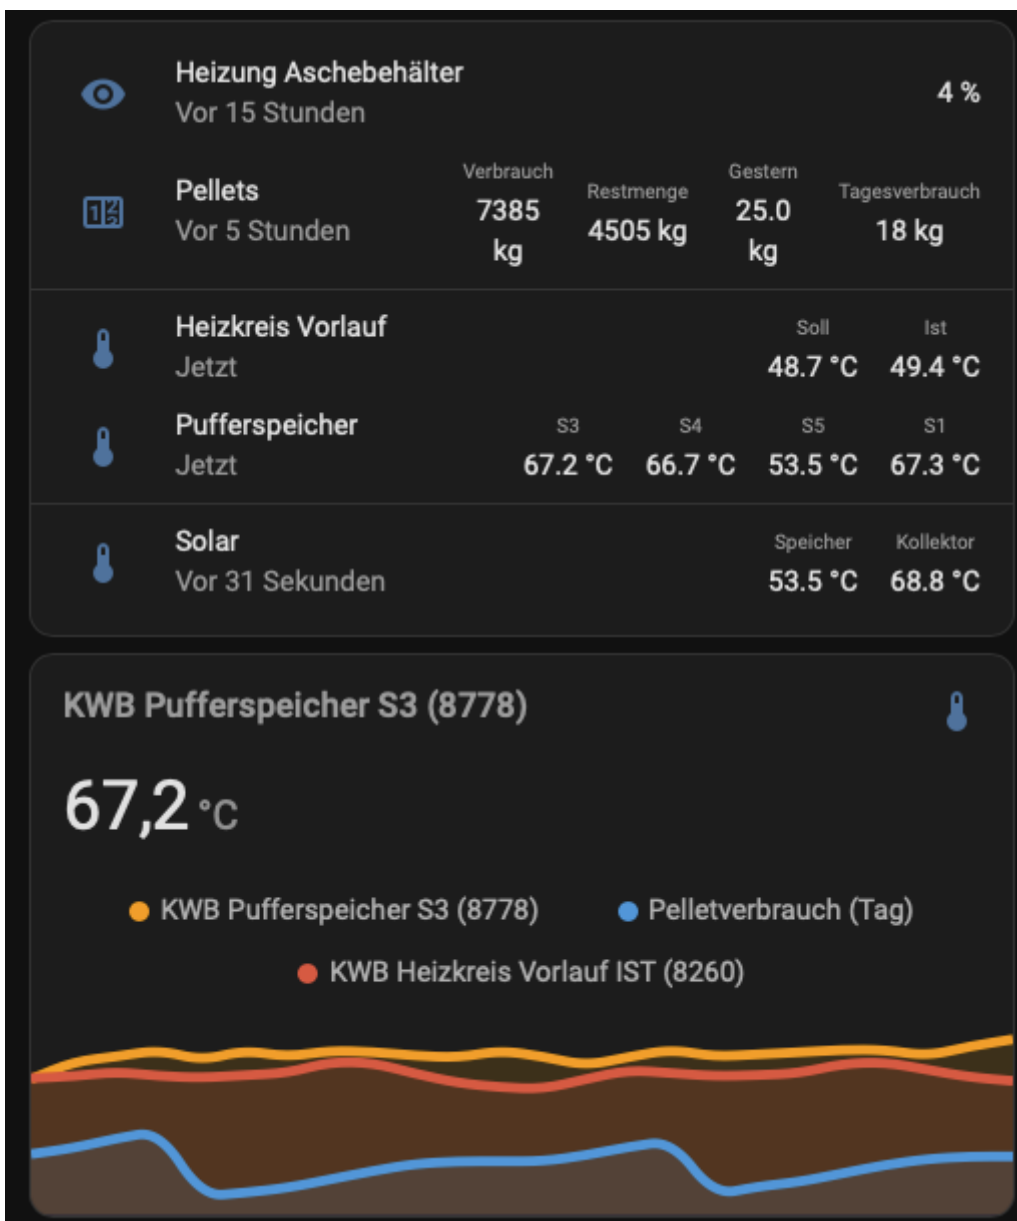 Heizung Aschebehälter
Vor 15 Stunden
4 %
Pellets
Vor 5 Stunden
Verbrauch
7385
kg
Restmenge
4505 kg
Gestern
25.0
kg
Tagesverbrauch
18 kg
Heizkreis Vorlauf
Jetzt
Soll
48.7 °C
Ist
49.4 °C
Pufferspeicher
Jetzt
S3
67.2 °C
S4
66.7 °C
S5
53.5 °C
S1
67.3 °C
Solar
Vor 31 Sekunden
Speicher
53.5 °C
Kollektor
68.8 °C
KWB Pufferspeicher S3 (8778)
67,2 °C
KWB Pufferspeicher S3 (8778)
Pelletverbrauch (Tag)
KWB Heizkreis Vorlauf IST (8260)